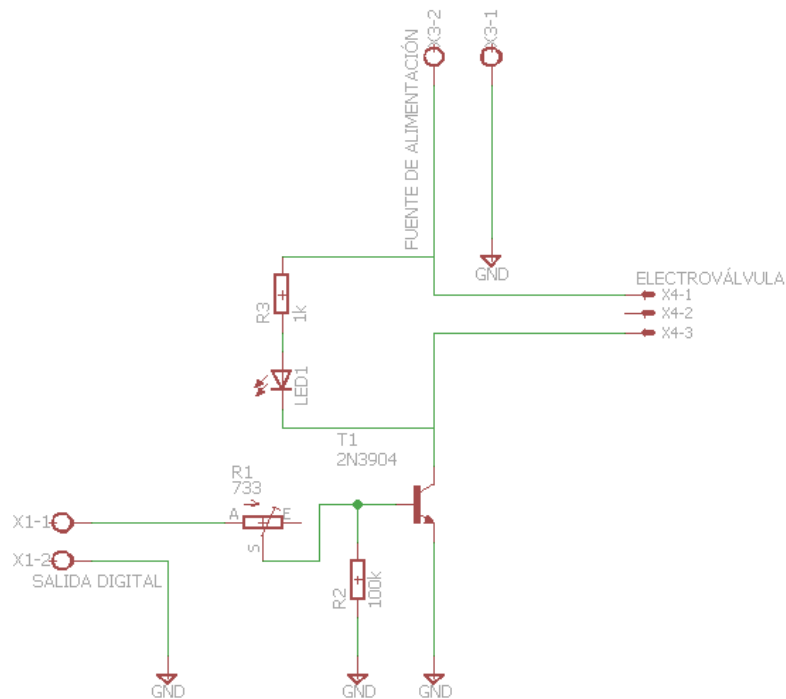 X3-2
X3-1
FUENTE DE ALIMENTACIÓN
GND
ELECTROVÁLVULA
X4-1
X4-2
X4-3
R3
1k
LED1
T1
2N3904
R1
733
A
E
S
X1-1
X1-2
SALIDA DIGITAL
R2
100k
GND
GND
GND